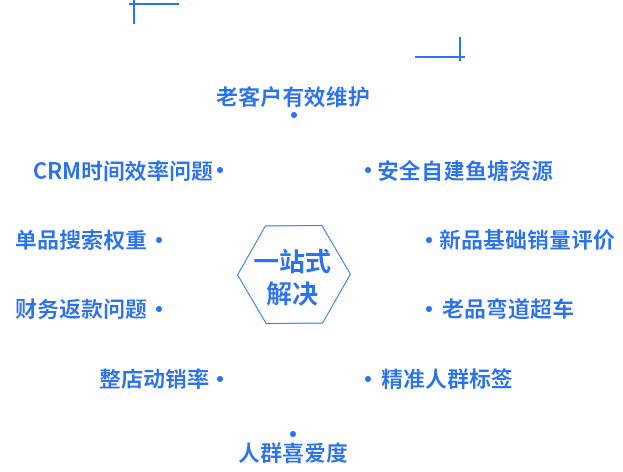 老客户有效维护
CRM时间效率问题
安全自建鱼塘资源
单品搜索权重
新品基础销量评价
一站式
解决
财务返款问题
老品弯道超车
整店动销率
精准人群标签
人群喜爱度